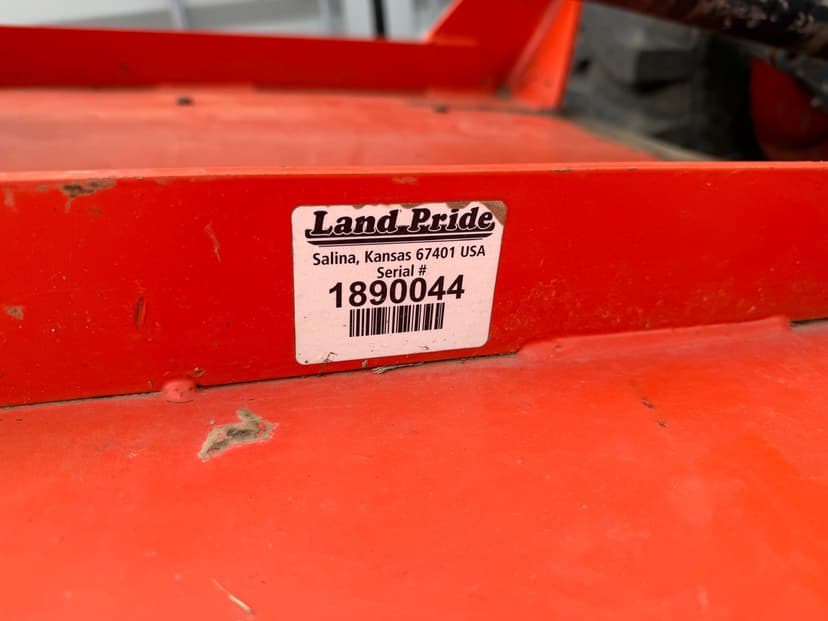 Land Pride
Salina, Kansas 67401 USA
Serial #
1890044